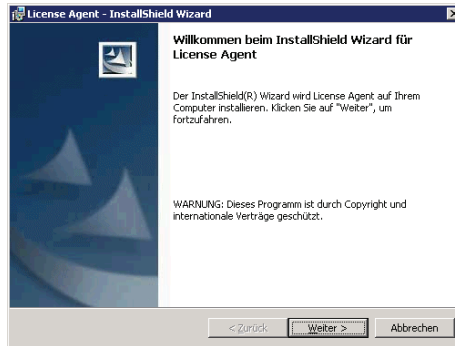 License Agent - InstallShield Wizard
Willkommen beim InstallShield Wizard für
License Agent
Der InstallShield(R) Wizard wird License Agent auf Ihrem
Computer installieren. Klicken Sie auf "Weiter", um
fortzufahren.
WARNUNG: Dieses Programm ist durch Copyright und
internationale Verträge geschützt.
< Zurück
Weiter >
Abbrechen